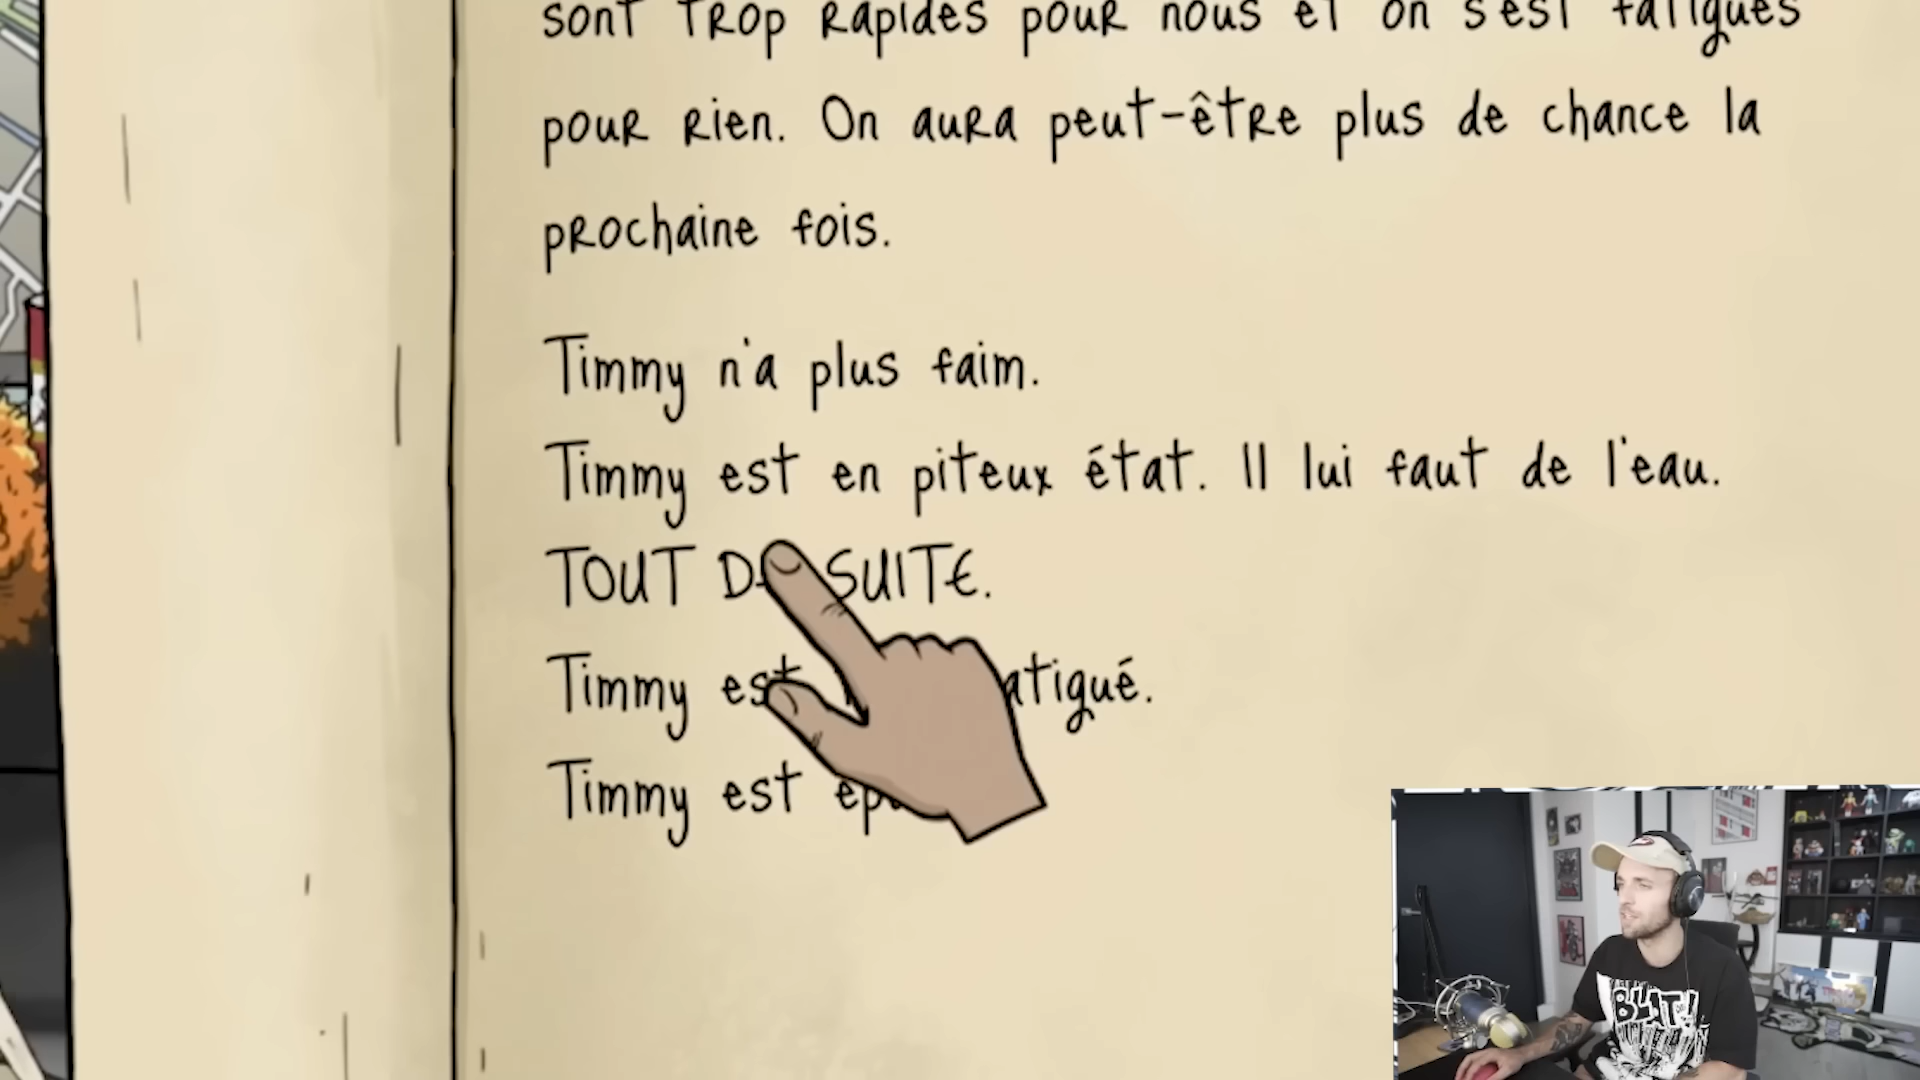 sont trop rapides pour nous et on s'est fatigués
pour rien. On aura peut-être plus de chance la
prochaine fois.
Timmy n'a plus faim.
Timmy est en piteux état. Il lui faut de l'eau.
TOUT DE SUITE.
Timmy est
Timmy est
BLAT!